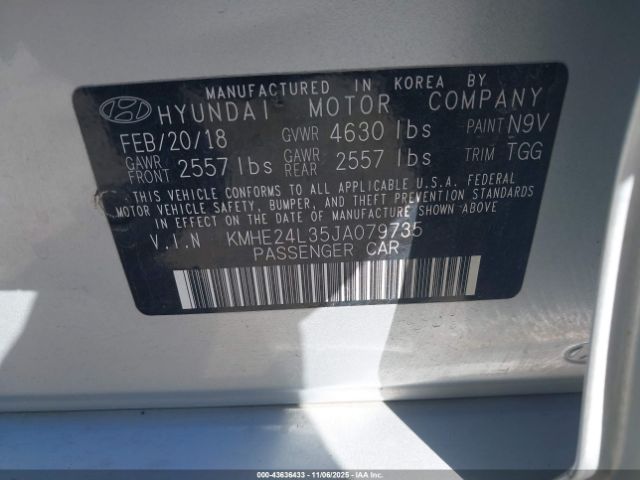 MANUFACTURED IN KOREA BY
HYUNDAI MOTOR COMPANY
FEB/20/18 GVWR 4630 lbs PAINT N9V
GAWR FRONT 2557 lbs GAWR REAR 2557 lbs TRIM TGG
THIS VEHICLE CONFORMS TO ALL APPLICABLE U.S.A. FEDERAL
MOTOR VEHICLE SAFETY, BUMPER, AND THEFT PREVENTION STANDARDS
IN EFFECT ON THE DATE OF MANUFACTURE SHOWN ABOVE
V.I.N KMHE24L35JA079735
PASSENGER CAR
000-43636433 11/06/2025 © COPYRIGHT IAA, LLC.